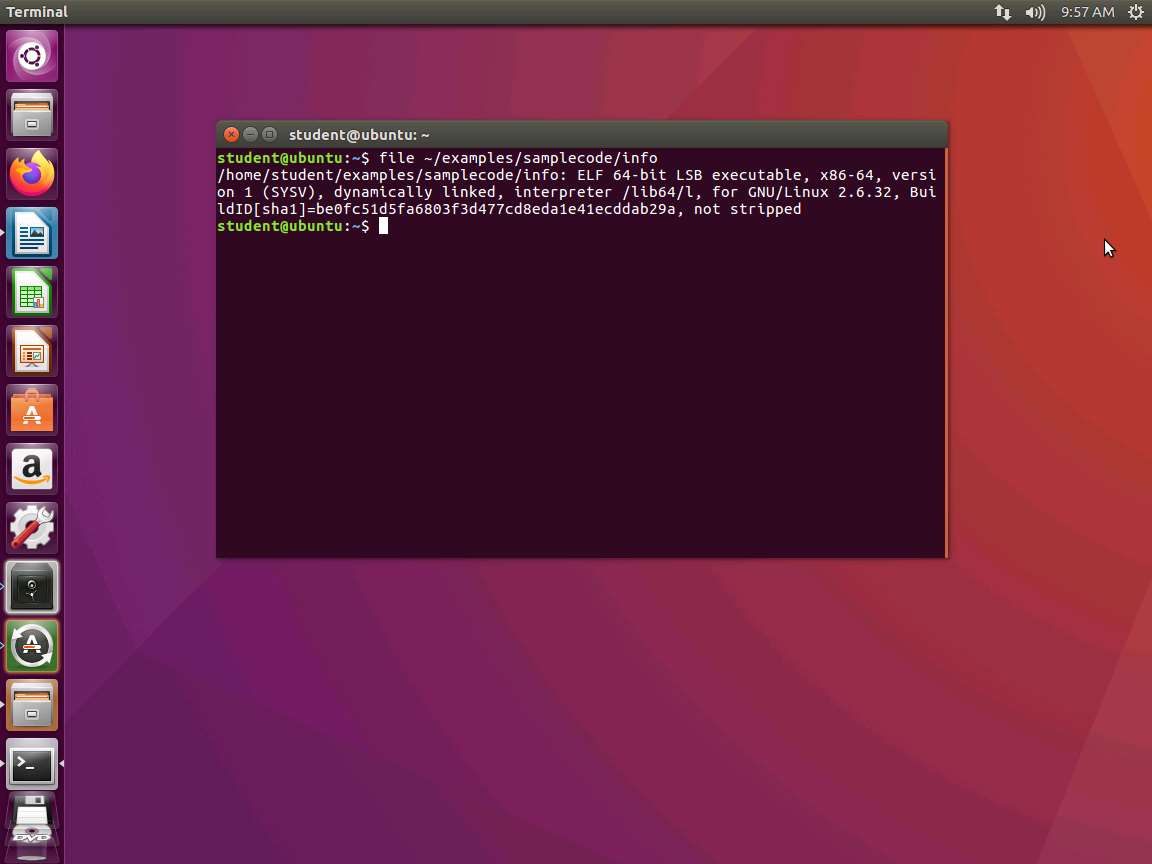 Terminal
9:57 AM
student@ubuntu: ~
student@ubuntu:~$ file ~/examples/samplecode/info
/home/student/examples/samplecode/info: ELF 64-bit LSB executable, x86-64, versi
on 1 (SYSV), dynamically linked, interpreter /lib64/l, for GNU/Linux 2.6.32, Bui
ldID[sha1]=be0fc51d5fa6803f3d477cd8eda1e41ecddab29a, not stripped
student@ubuntu:~$
a
>_
DVD